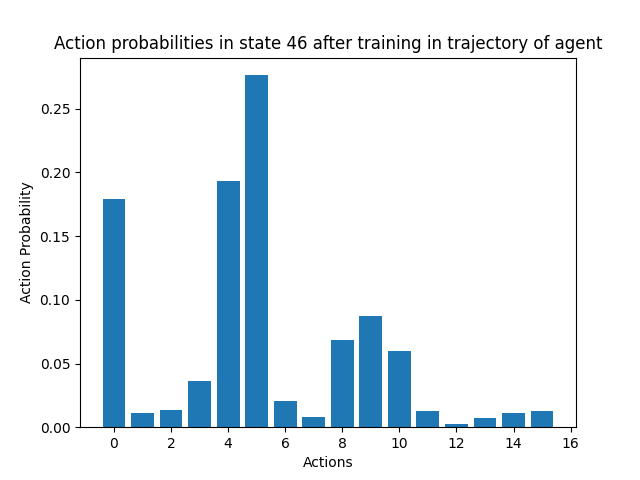 Action probabilities in state 46 after training in trajectory of agent
Action Probability
0.25
0.20
0.15
0.10
0.05
0.00
0 2 4 6 8 10 12 14 16
Actions